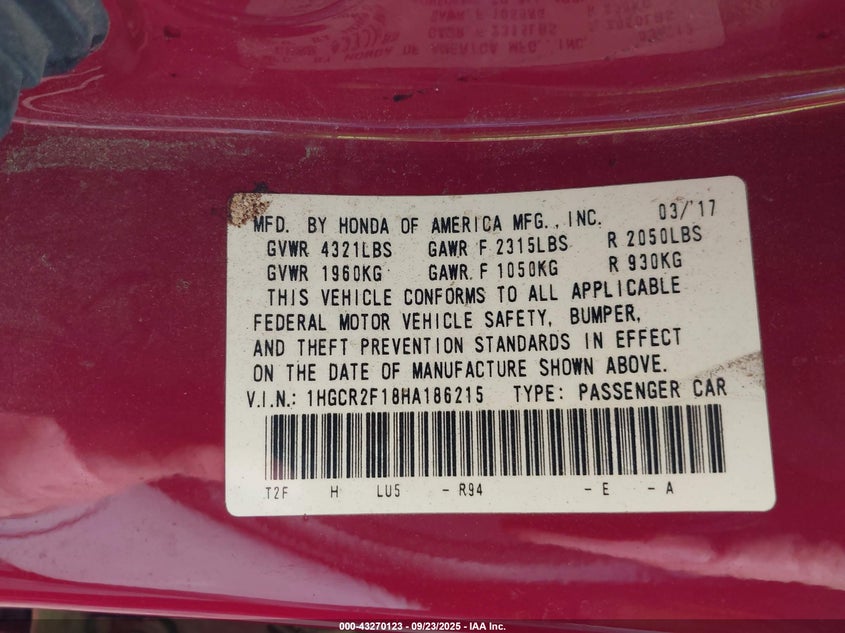 MFD. BY HONDA OF AMERICA MFG., INC. 03/'17
GVWR 4321LBS GAWR F 2315LBS R 2050LBS
GVWR 1960KG GAWR F 1050KG R 930KG
THIS VEHICLE CONFORMS TO ALL APPLICABLE
FEDERAL MOTOR VEHICLE SAFETY, BUMPER,
AND THEFT PREVENTION STANDARDS IN EFFECT
ON THE DATE OF MANUFACTURE SHOWN ABOVE.
V.I.N.: 1HGCR2F18HA186215 TYPE: PASSENGER CAR
T2F H LU5 - R94 - E - A
000-43270123 - 09/23/2025 - IAA Inc.